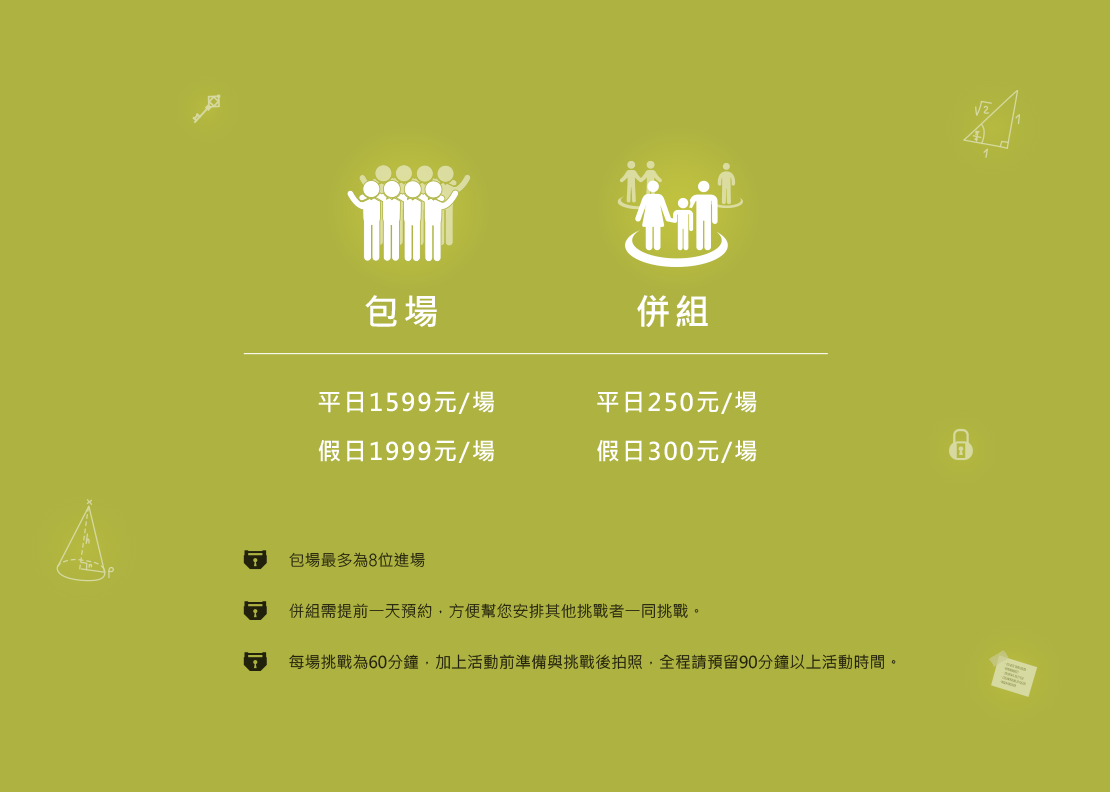 包場
併組
平日1599元/場
平日250元/場
假日1999元/場
假日300元/場
√2
1
1
x
h
r
ρ
包場最多為8位進場
併組需提前一天預約，方便幫您安排其他挑戰者一同挑戰。
每場挑戰為60分鐘，加上活動前準備與挑戰後拍照，全程請預留90分鐘以上活動時間。